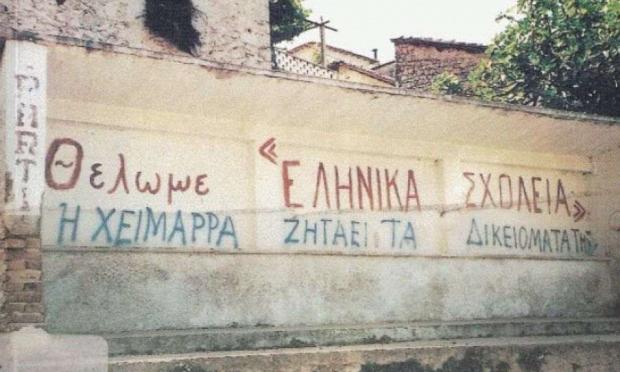 Θελωμε «ΕΛΗΝΙΚΑ ΣΧΟΛΕΙΑ»
Η ΧΕΙΜΑΡΡΑ ΖΗΤΑΕΙ ΤΑ ΔΙΚΕΙΟΜΑΤΑ ΤΗΣ